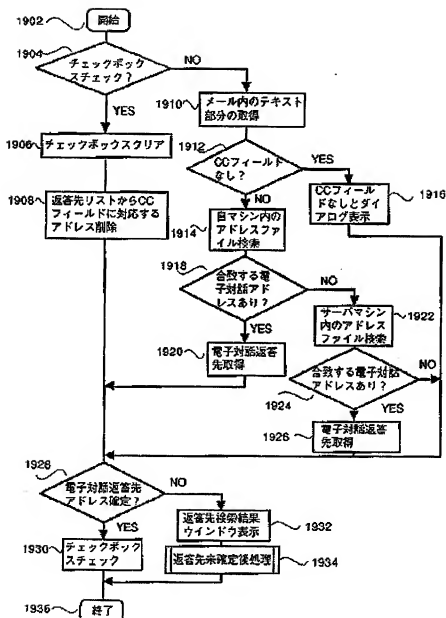 1902
開始
1904
チェックボック
スチェック？
NO
YES
1910
メール内のテキスト
部分の取得
1906
チェックボックスクリア
1912
CCフィールド
なし？
YES
NO
1908
返答先リストからCC
フィールドに対応する
アドレス削除
1914
自マシン内の
アドレスファイ
ル検索
CCフィール
ドなしとダイ
アログ表示
1916
1918
合致する電
子対話アド
レスあり？
NO
YES
サーバマシン
内のアドレス
ファイル検索
1922
1920
電子対話返答
先取得
合致する電子対話
アドレスあり？
NO
1924
YES
1926
電子対話返答
先取得
1928
電子対話返答先
アドレス確定？
NO
YES
返答先検索結果
ウインドウ表示
1932
1930
チェックボック
スチェック
返答先未確定後処理
1934
1936
終了